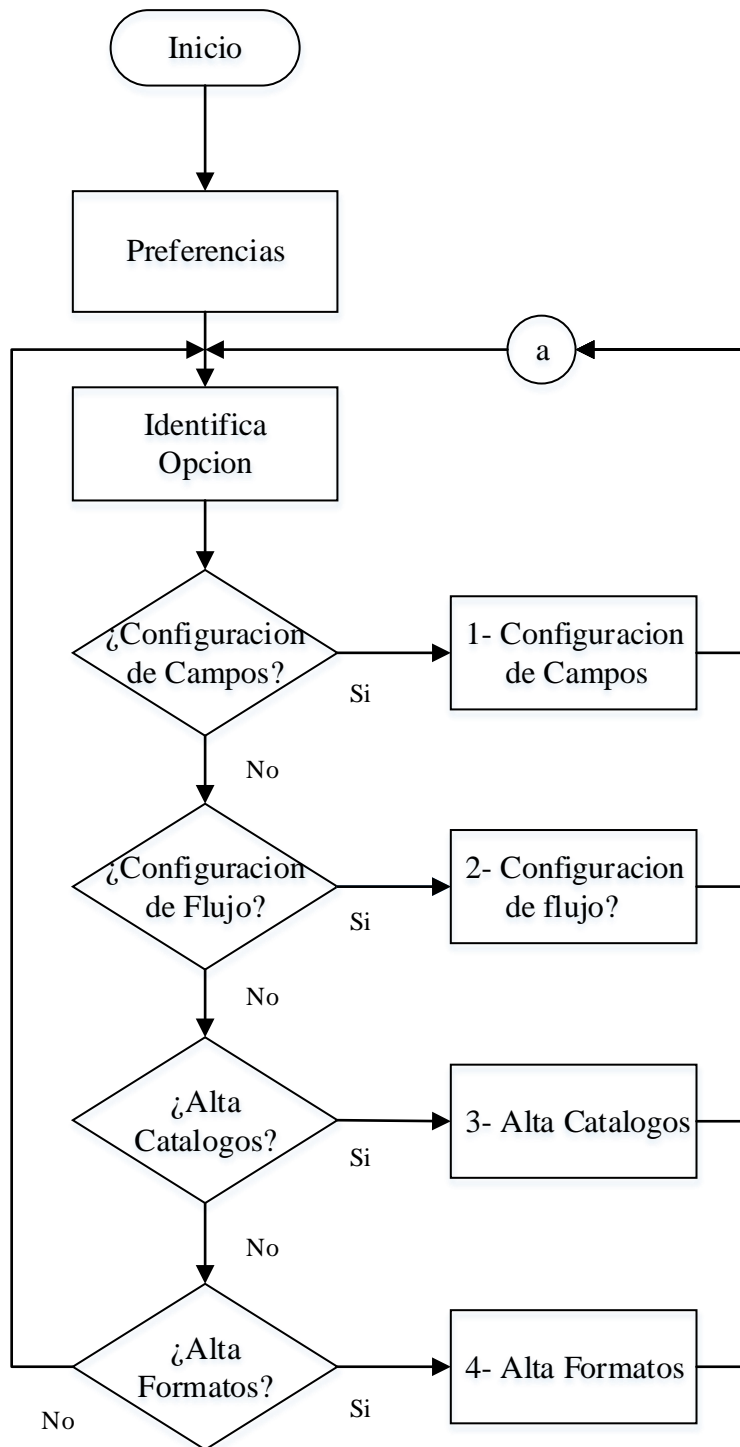 Inicio
Preferencias
a
Identifica
Opcion
¿Configuracion
de Campos?
Si
1- Configuracion
de Campos
No
¿Configuracion
de Flujo?
Si
2- Configuracion
de flujo?
No
¿Alta
Catalogos?
Si
3- Alta Catalogos
No
¿Alta
Formatos?
Si
4- Alta Formatos
No